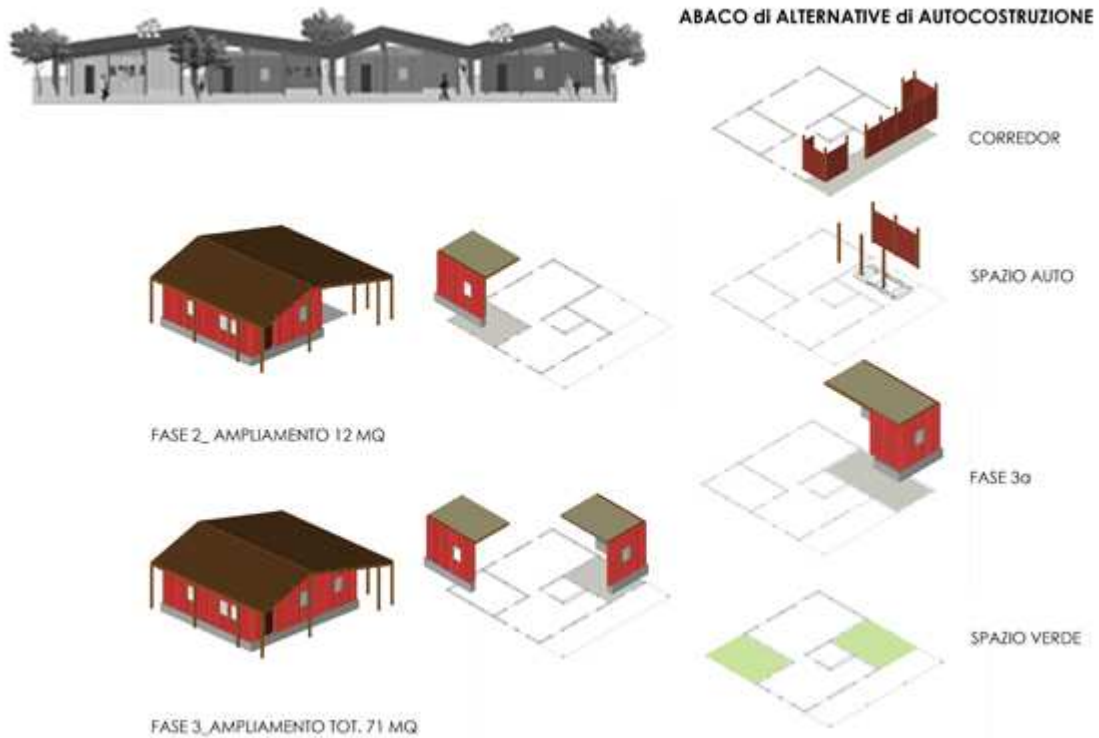 ABACO di ALTERNATIVE di AUTOCOSTRUZIONE
CORREDOR
SPAZIO AUTO
FASE 2_ AMPLIAMENTO 12 MQ
FASE 3a
SPAZIO VERDE
FASE 3_AMPLIAMENTO TOT. 71 MQ